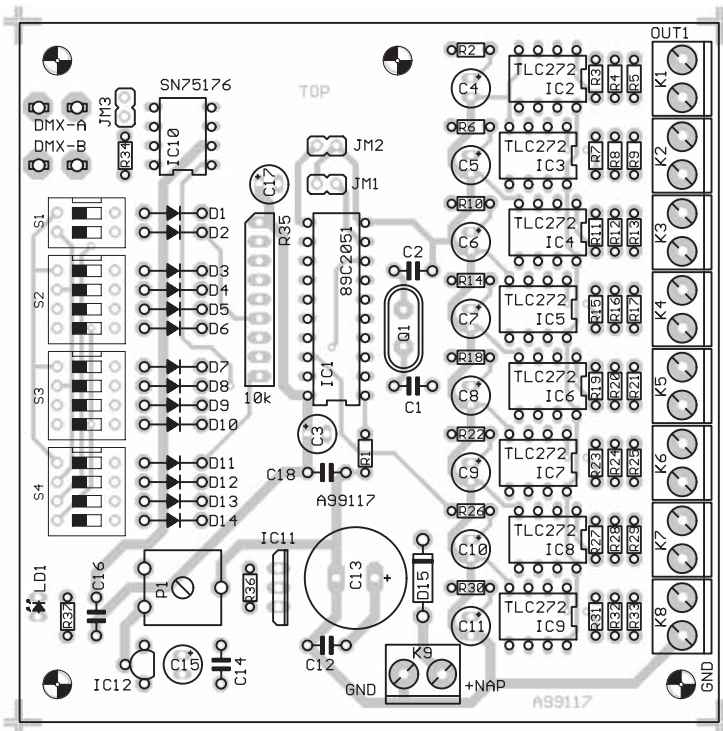 OUT1
R2
TLC272
IC2
C4
R3
R4
R5
K1
SN75176
TOP
JM3
DMX-A
DMX-B
R34
IC10
R6
TLC272
IC3
C5
R7
R8
R9
K2
JM2
JM1
C17
R35
S1
D1
D2
R10
TLC272
IC4
C6
R11
R12
R13
K3
89C2051
C2
S2
D3
D4
D5
D6
R14
TLC272
IC5
C7
R15
R16
R17
K4
Q1
IC1
S3
D7
D8
D9
D10
R18
TLC272
IC6
C8
R19
R20
R21
K5
10k
C1
C3
R1
R22
TLC272
IC7
C9
R23
R24
R25
K6
S4
D11
D12
D13
D14
C18
A99117
R26
TLC272
IC8
C10
R27
R28
R29
K7
IC11
P1
R36
C13
D15
LD1
R37
C16
R30
TLC272
IC9
C11
R31
R32
R33
K8
IC12
C15
C14
C12
K9
GND
+NAP
GND
A99117